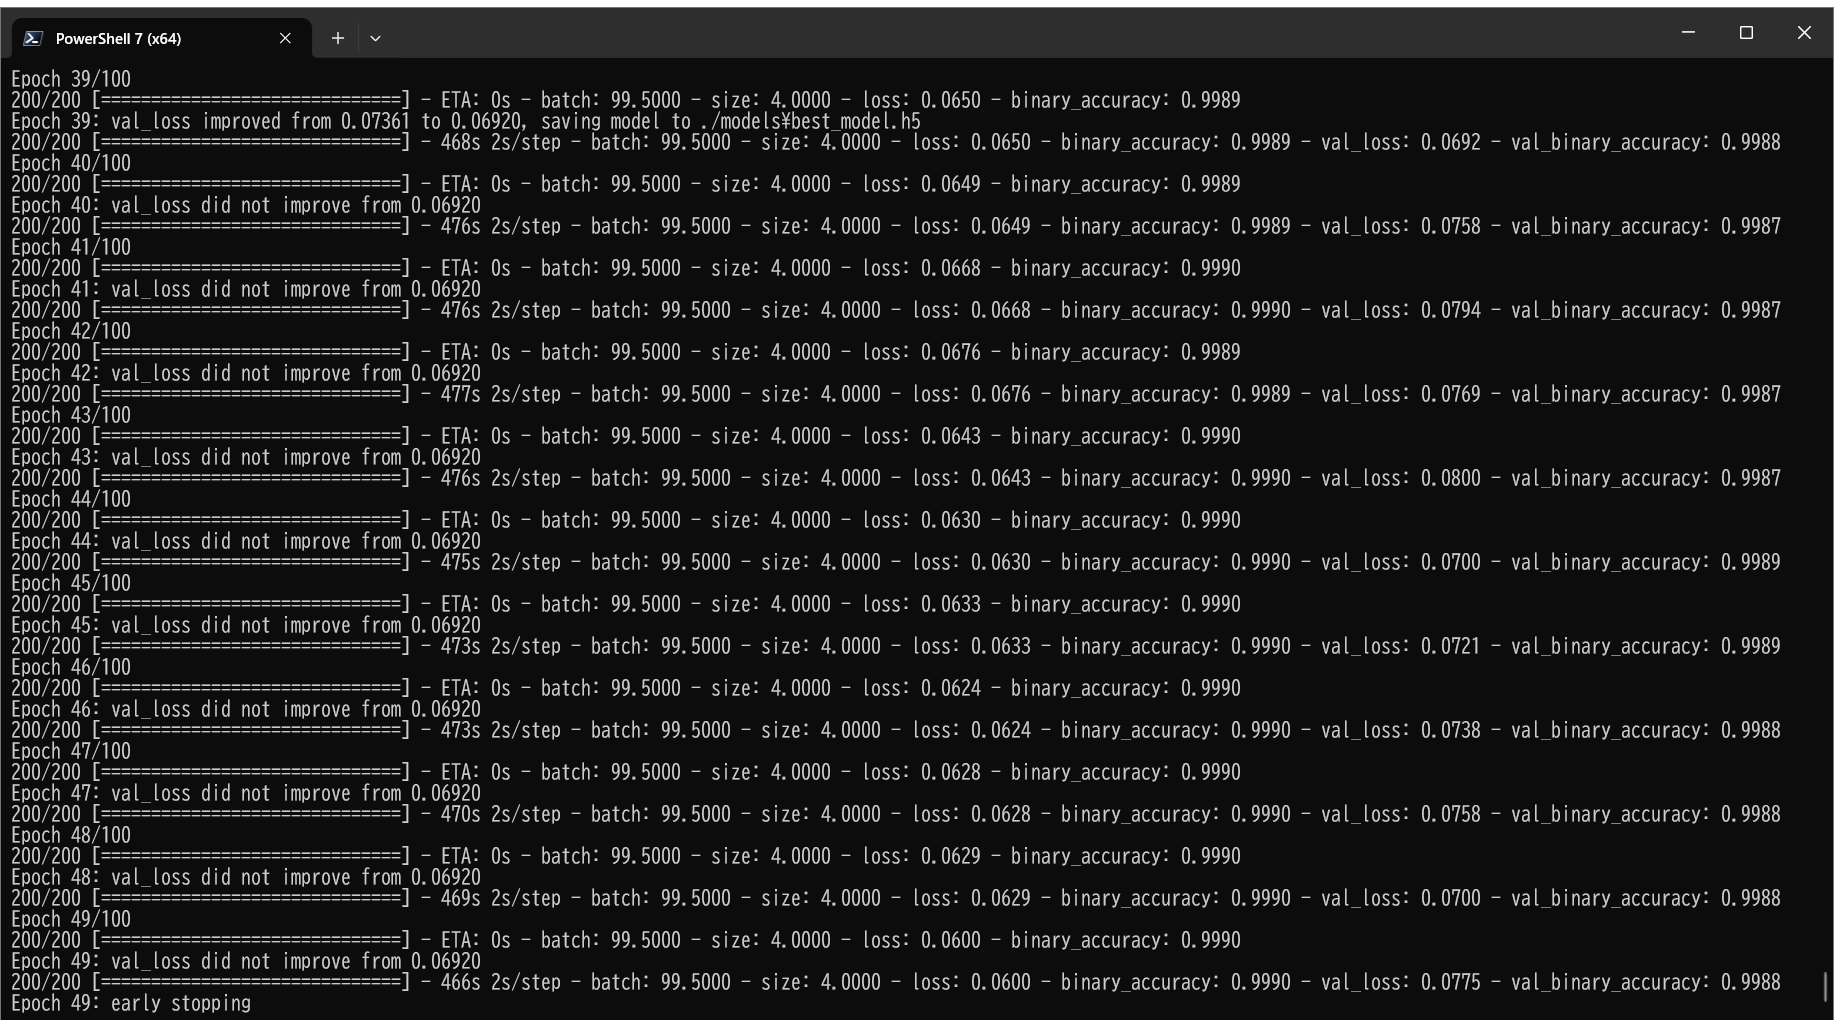 PowerShell 7 (x64)
Epoch 39/100
200/200 [==============================] - ETA: 0s - batch: 99.5000 - size: 4.0000 - loss: 0.0650 - binary_accuracy: 0.9989
Epoch 39: val_loss improved from 0.07361 to 0.06920, saving model to ./models¥best_model.h5
200/200 [==============================] - 468s 2s/step - batch: 99.5000 - size: 4.0000 - loss: 0.0650 - binary_accuracy: 0.9989 - val_loss: 0.0692 - val_binary_accuracy: 0.9988
Epoch 40/100
200/200 [==============================] - ETA: 0s - batch: 99.5000 - size: 4.0000 - loss: 0.0649 - binary_accuracy: 0.9989
Epoch 40: val_loss did not improve from 0.06920
200/200 [==============================] - 476s 2s/step - batch: 99.5000 - size: 4.0000 - loss: 0.0649 - binary_accuracy: 0.9989 - val_loss: 0.0758 - val_binary_accuracy: 0.9987
Epoch 41/100
200/200 [==============================] - ETA: 0s - batch: 99.5000 - size: 4.0000 - loss: 0.0668 - binary_accuracy: 0.9990
Epoch 41: val_loss did not improve from 0.06920
200/200 [==============================] - 476s 2s/step - batch: 99.5000 - size: 4.0000 - loss: 0.0668 - binary_accuracy: 0.9990 - val_loss: 0.0794 - val_binary_accuracy: 0.9987
Epoch 42/100
200/200 [==============================] - ETA: 0s - batch: 99.5000 - size: 4.0000 - loss: 0.0676 - binary_accuracy: 0.9989
Epoch 42: val_loss did not improve from 0.06920
200/200 [==============================] - 477s 2s/step - batch: 99.5000 - size: 4.0000 - loss: 0.0676 - binary_accuracy: 0.9989 - val_loss: 0.0769 - val_binary_accuracy: 0.9987
Epoch 43/100
200/200 [==============================] - ETA: 0s - batch: 99.5000 - size: 4.0000 - loss: 0.0643 - binary_accuracy: 0.9990
Epoch 43: val_loss did not improve from 0.06920
200/200 [==============================] - 476s 2s/step - batch: 99.5000 - size: 4.0000 - loss: 0.0643 - binary_accuracy: 0.9990 - val_loss: 0.0800 - val_binary_accuracy: 0.9987
Epoch 44/100
200/200 [==============================] - ETA: 0s - batch: 99.5000 - size: 4.0000 - loss: 0.0630 - binary_accuracy: 0.9990
Epoch 44: val_loss did not improve from 0.06920
200/200 [==============================] - 475s 2s/step - batch: 99.5000 - size: 4.0000 - loss: 0.0630 - binary_accuracy: 0.9990 - val_loss: 0.0700 - val_binary_accuracy: 0.9989
Epoch 45/100
200/200 [==============================] - ETA: 0s - batch: 99.5000 - size: 4.0000 - loss: 0.0633 - binary_accuracy: 0.9990
Epoch 45: val_loss did not improve from 0.06920
200/200 [==============================] - 473s 2s/step - batch: 99.5000 - size: 4.0000 - loss: 0.0633 - binary_accuracy: 0.9990 - val_loss: 0.0721 - val_binary_accuracy: 0.9989
Epoch 46/100
200/200 [==============================] - ETA: 0s - batch: 99.5000 - size: 4.0000 - loss: 0.0624 - binary_accuracy: 0.9990
Epoch 46: val_loss did not improve from 0.06920
200/200 [==============================] - 473s 2s/step - batch: 99.5000 - size: 4.0000 - loss: 0.0624 - binary_accuracy: 0.9990 - val_loss: 0.0738 - val_binary_accuracy: 0.9988
Epoch 47/100
200/200 [==============================] - ETA: 0s - batch: 99.5000 - size: 4.0000 - loss: 0.0628 - binary_accuracy: 0.9990
Epoch 47: val_loss did not improve from 0.06920
200/200 [==============================] - 470s 2s/step - batch: 99.5000 - size: 4.0000 - loss: 0.0628 - binary_accuracy: 0.9990 - val_loss: 0.0758 - val_binary_accuracy: 0.9988
Epoch 48/100
200/200 [==============================] - ETA: 0s - batch: 99.5000 - size: 4.0000 - loss: 0.0629 - binary_accuracy: 0.9990
Epoch 48: val_loss did not improve from 0.06920
200/200 [==============================] - 469s 2s/step - batch: 99.5000 - size: 4.0000 - loss: 0.0629 - binary_accuracy: 0.9990 - val_loss: 0.0700 - val_binary_accuracy: 0.9988
Epoch 49/100
200/200 [==============================] - ETA: 0s - batch: 99.5000 - size: 4.0000 - loss: 0.0600 - binary_accuracy: 0.9990
Epoch 49: val_loss did not improve from 0.06920
200/200 [==============================] - 466s 2s/step - batch: 99.5000 - size: 4.0000 - loss: 0.0600 - binary_accuracy: 0.9990 - val_loss: 0.0775 - val_binary_accuracy: 0.9988
Epoch 49: early stopping